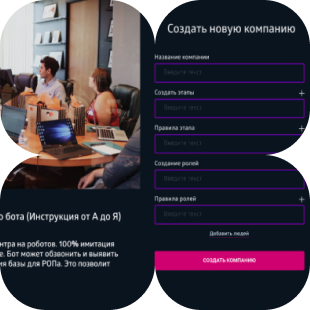 Создать новую компанию
Название компании
Введите текст
Создать этапы +
Введите текст
Правила этапа +
Введите текст
Создание ролей
Введите текст
Правила ролей +
Введите текст
Добавить людей
СОЗДАТЬ КОМПАНИЮ
о бота (Инструкция от А до Я)
нтра на роботов. 100% имитация
е. Бот может обзвонить и выявить
ия базы для РОПа. Это позволит